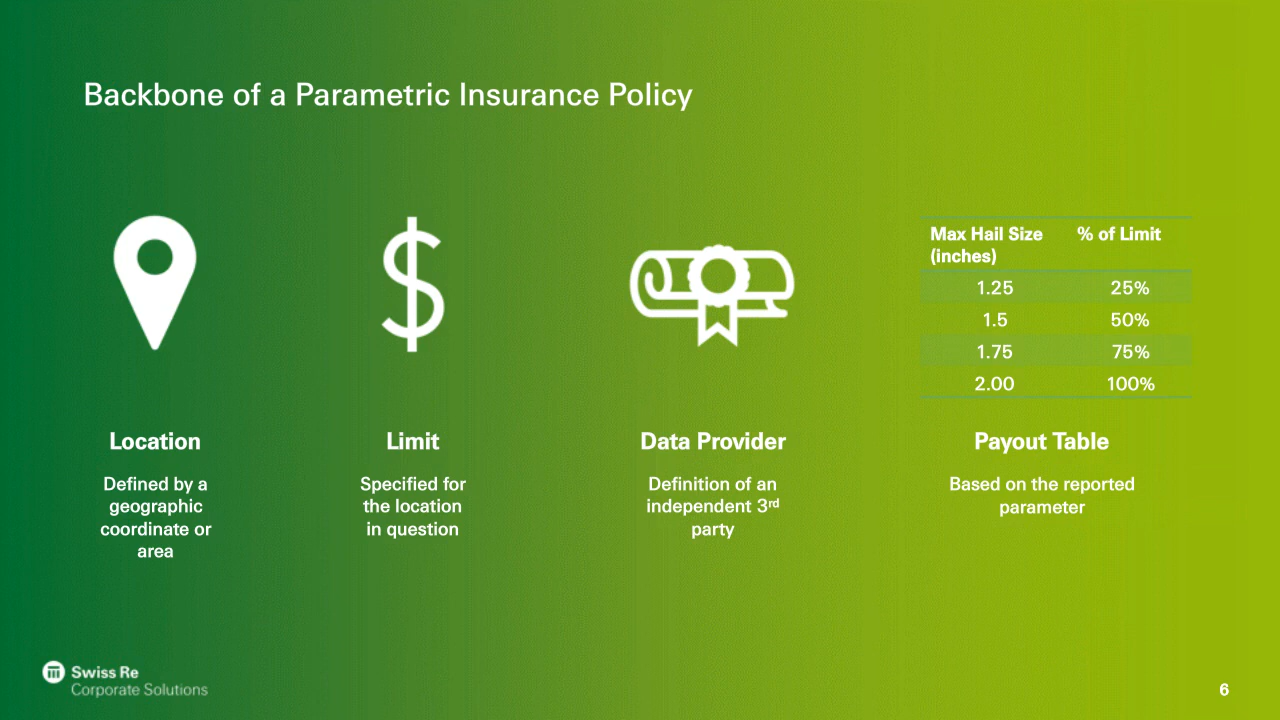 Backbone of a Parametric Insurance Policy
Max Hail Size % of Limit
(inches)
1.25 25%
1.5 50%
1.75 75%
2.00 100%
Location
Defined by a
geographic
coordinate or
area
Limit
Specified for
the location
in question
Data Provider
Definition of an
independent 3rd
party
Payout Table
Based on the reported
parameter
Swiss Re
Corporate Solutions
6